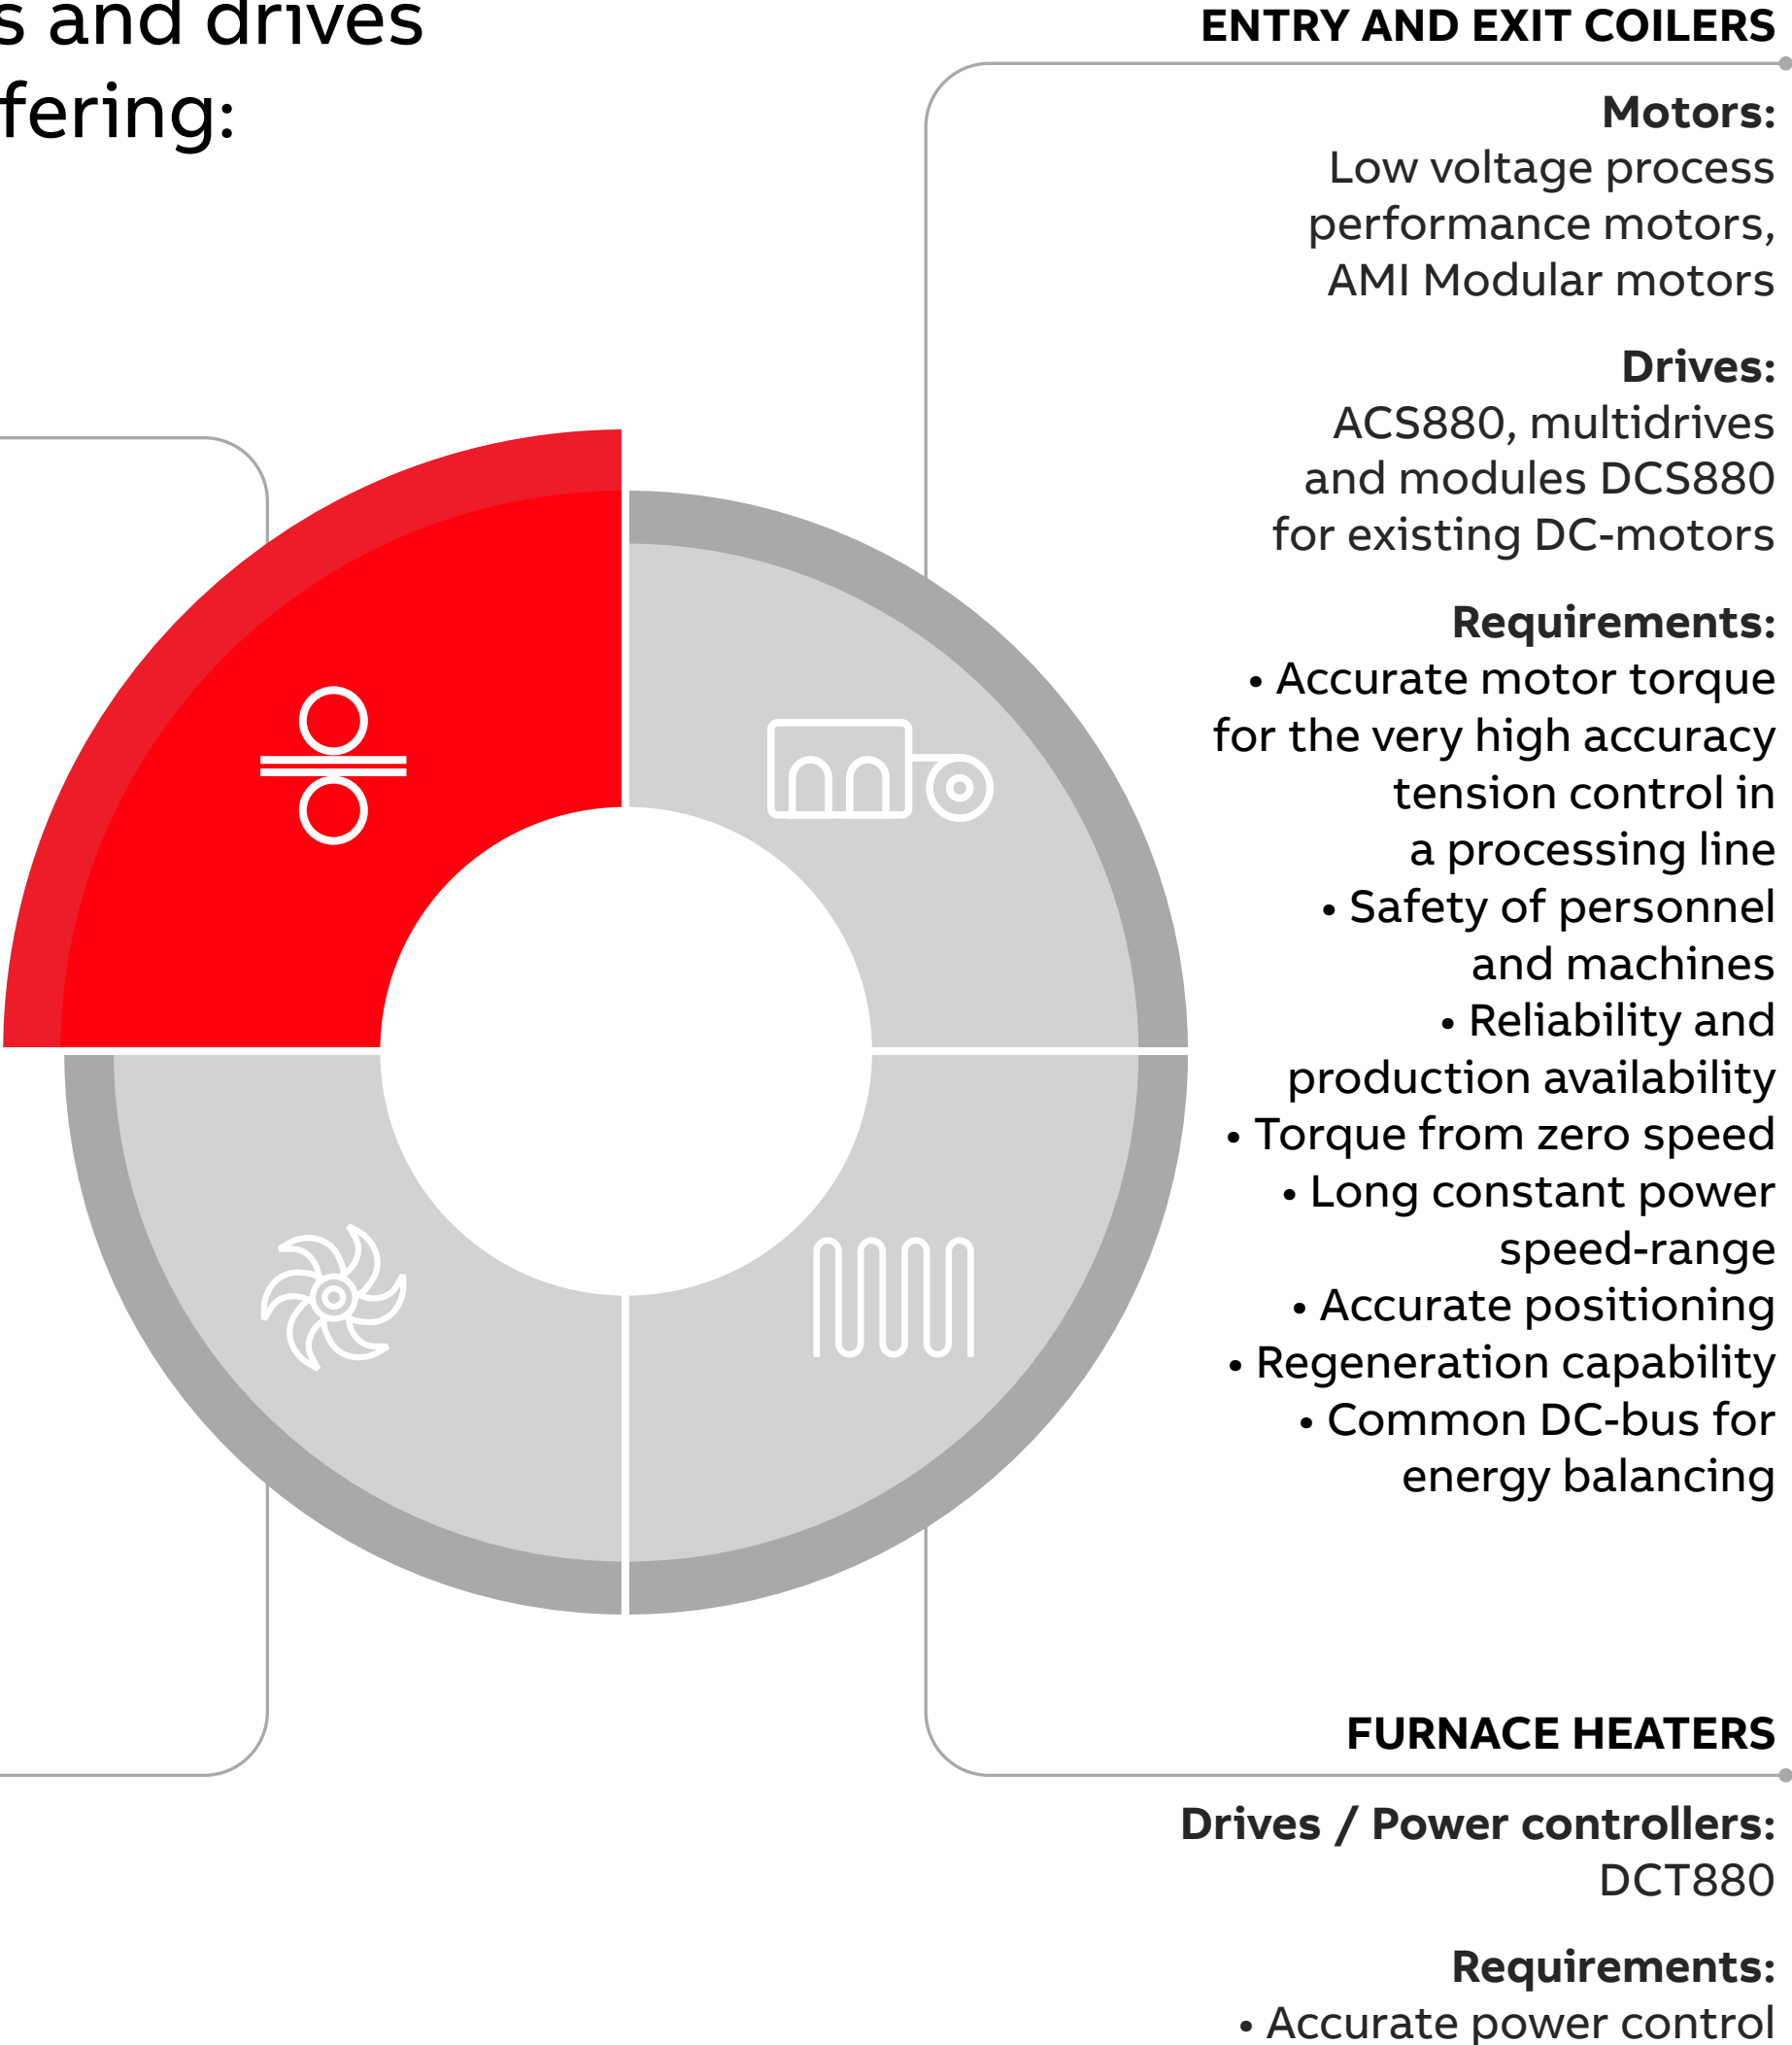 s and drives
fering:
ENTRY AND EXIT COILERS
Motors:
Low voltage process
performance motors,
AMI Modular motors
Drives:
ACS880, multidrives
and modules DCS880
for existing DC-motors
Requirements:
• Accurate motor torque
for the very high accuracy
tension control in
a processing line
• Safety of personnel
and machines
• Reliability and
production availability
• Torque from zero speed
• Long constant power
speed-range
• Accurate positioning
• Regeneration capability
• Common DC-bus for
energy balancing
FURNACE HEATERS
Drives / Power controllers:
DCT880
Requirements:
• Accurate power control